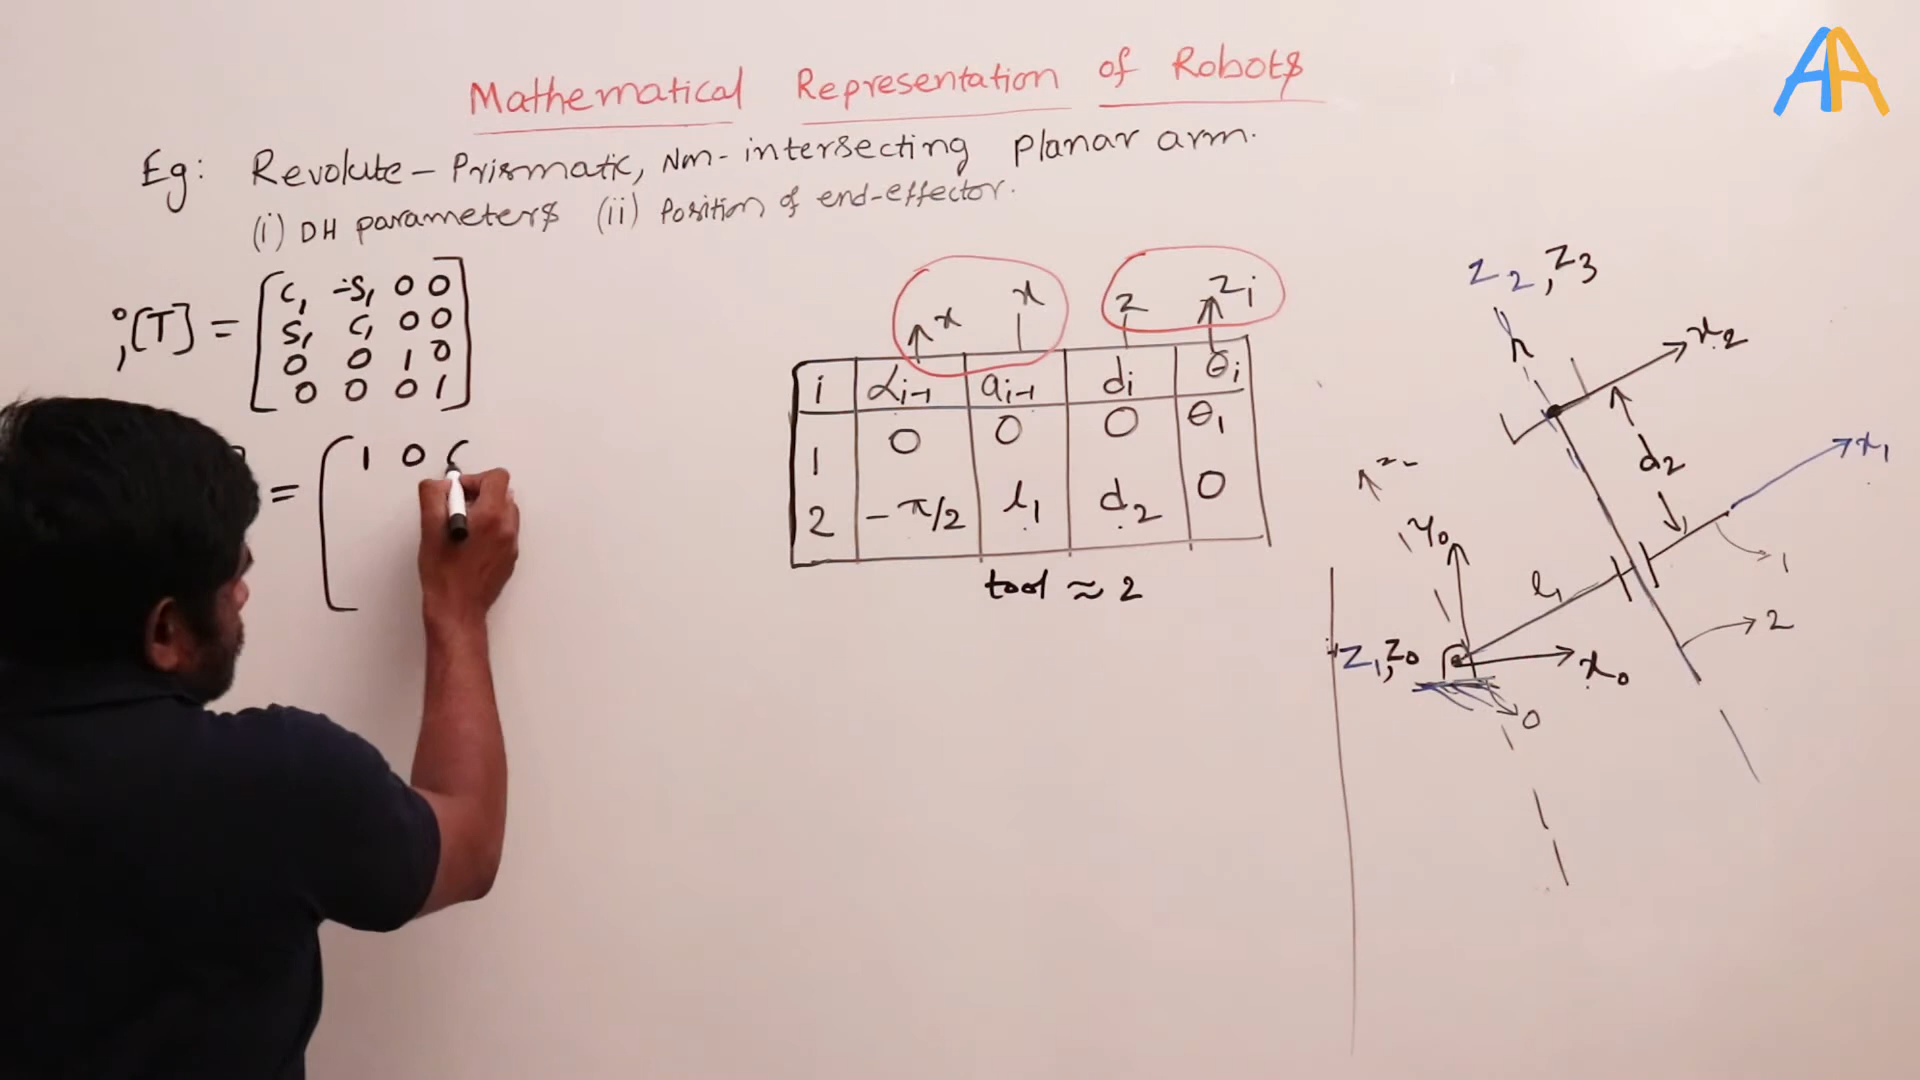 AA
Mathematical Representation of Robots
Eg: Revolute - Prismatic, Non-intersecting planar arm.
(i) DH parameters (ii) Position of end-effector.
⁰₁[T] = [ C₁ -S₁ 0 0
S₁ C₁ 0 0
0 0 1 0
0 0 0 1 ]
= [ 1 0
x x z zᵢ
i αᵢ₋₁ aᵢ₋₁ dᵢ θᵢ
1 0 0 0 θ₁
2 -π/2 l₁ d₂ 0
tool ≈ 2
z₂, z₃
x₂
d₂
x₁
y₀
l₁
1
2
z₁, z₀
x₀
0